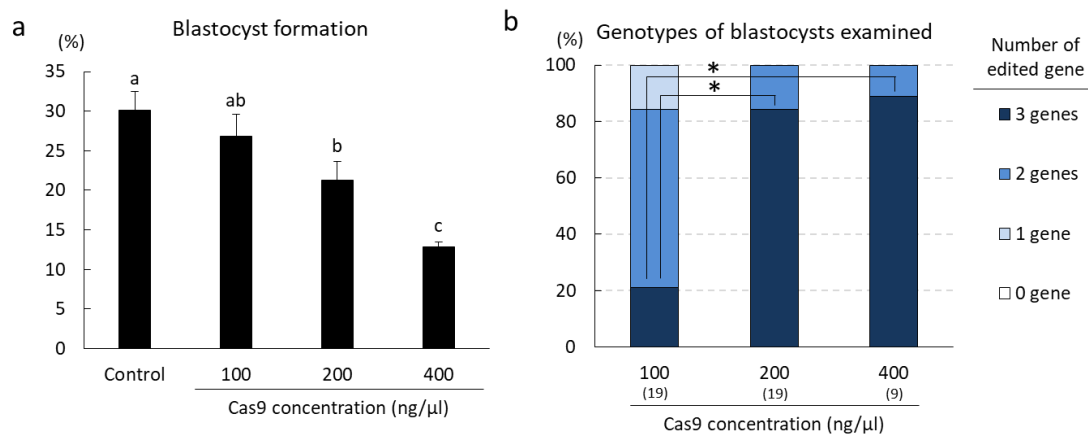 a
Blastocyst formation
(%)
35
30
25
20
15
10
5
0
a
ab
b
c
Control
100
200
400
Cas9 concentration (ng/µl)
b
Genotypes of blastocysts examined
(%)
100
80
60
40
20
0
*
*
100
200
400
(19)
(19)
(9)
Cas9 concentration (ng/µl)
Number of
edited gene
3 genes
2 genes
1 gene
0 gene